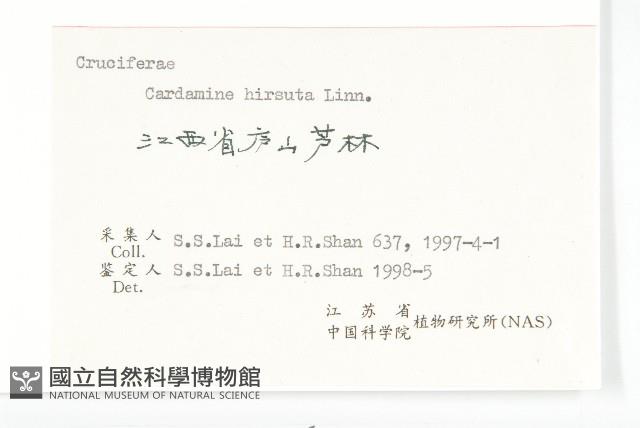 Cruciferae
Cardamine hirsuta Linn.
江西省庐山芦林
采集人 S.S.Lai et H.R.Shan 637, 1997-4-1
Coll.
鉴定人 S.S.Lai et H.R.Shan 1998-5
Det.
江苏省
中国科学院 植物研究所(NAS)
國立自然科學博物館
NATIONAL MUSEUM OF NATURAL SCIENCE